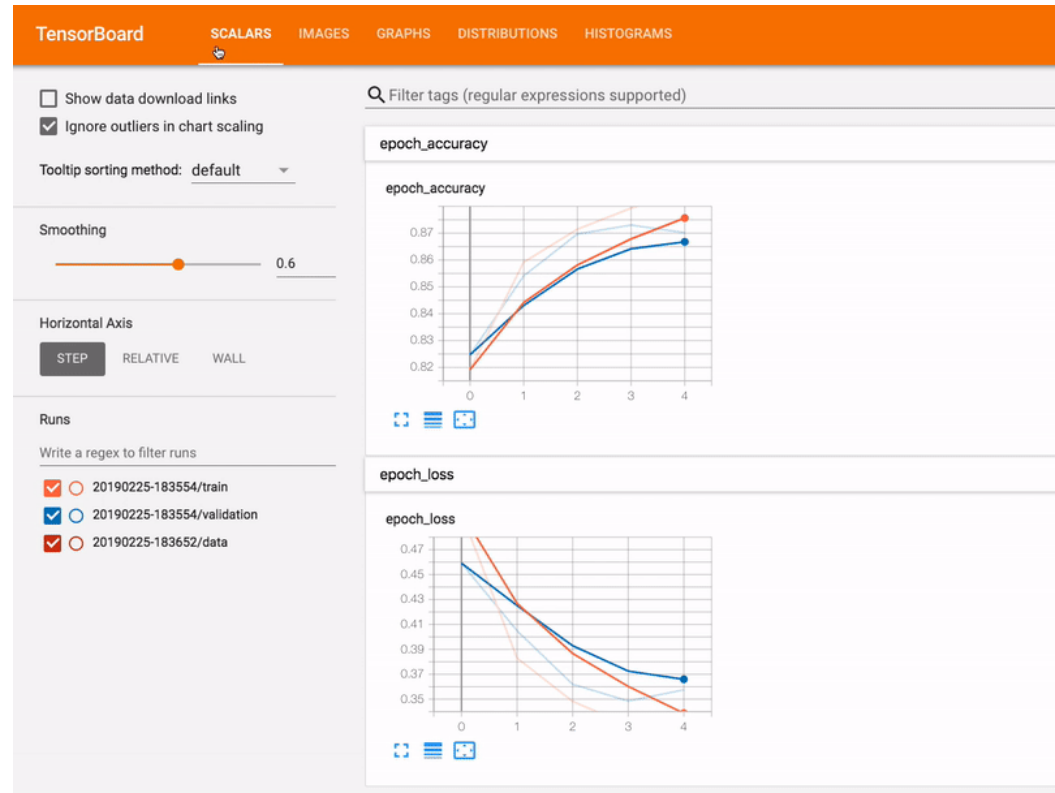 TensorBoard SCALARS IMAGES GRAPHS DISTRIBUTIONS HISTOGRAMS
Show data download links
Ignore outliers in chart scaling
Tooltip sorting method: default
Smoothing
0.6
Horizontal Axis
STEP RELATIVE WALL
Runs
Write a regex to filter runs
20190225-183554/train
20190225-183554/validation
20190225-183652/data
Filter tags (regular expressions supported)
epoch_accuracy
epoch_accuracy
0.87
0.86
0.85
0.84
0.83
0.82
0 1 2 3 4
epoch_loss
epoch_loss
0.47
0.45
0.43
0.41
0.39
0.37
0.35
0 1 2 3 4